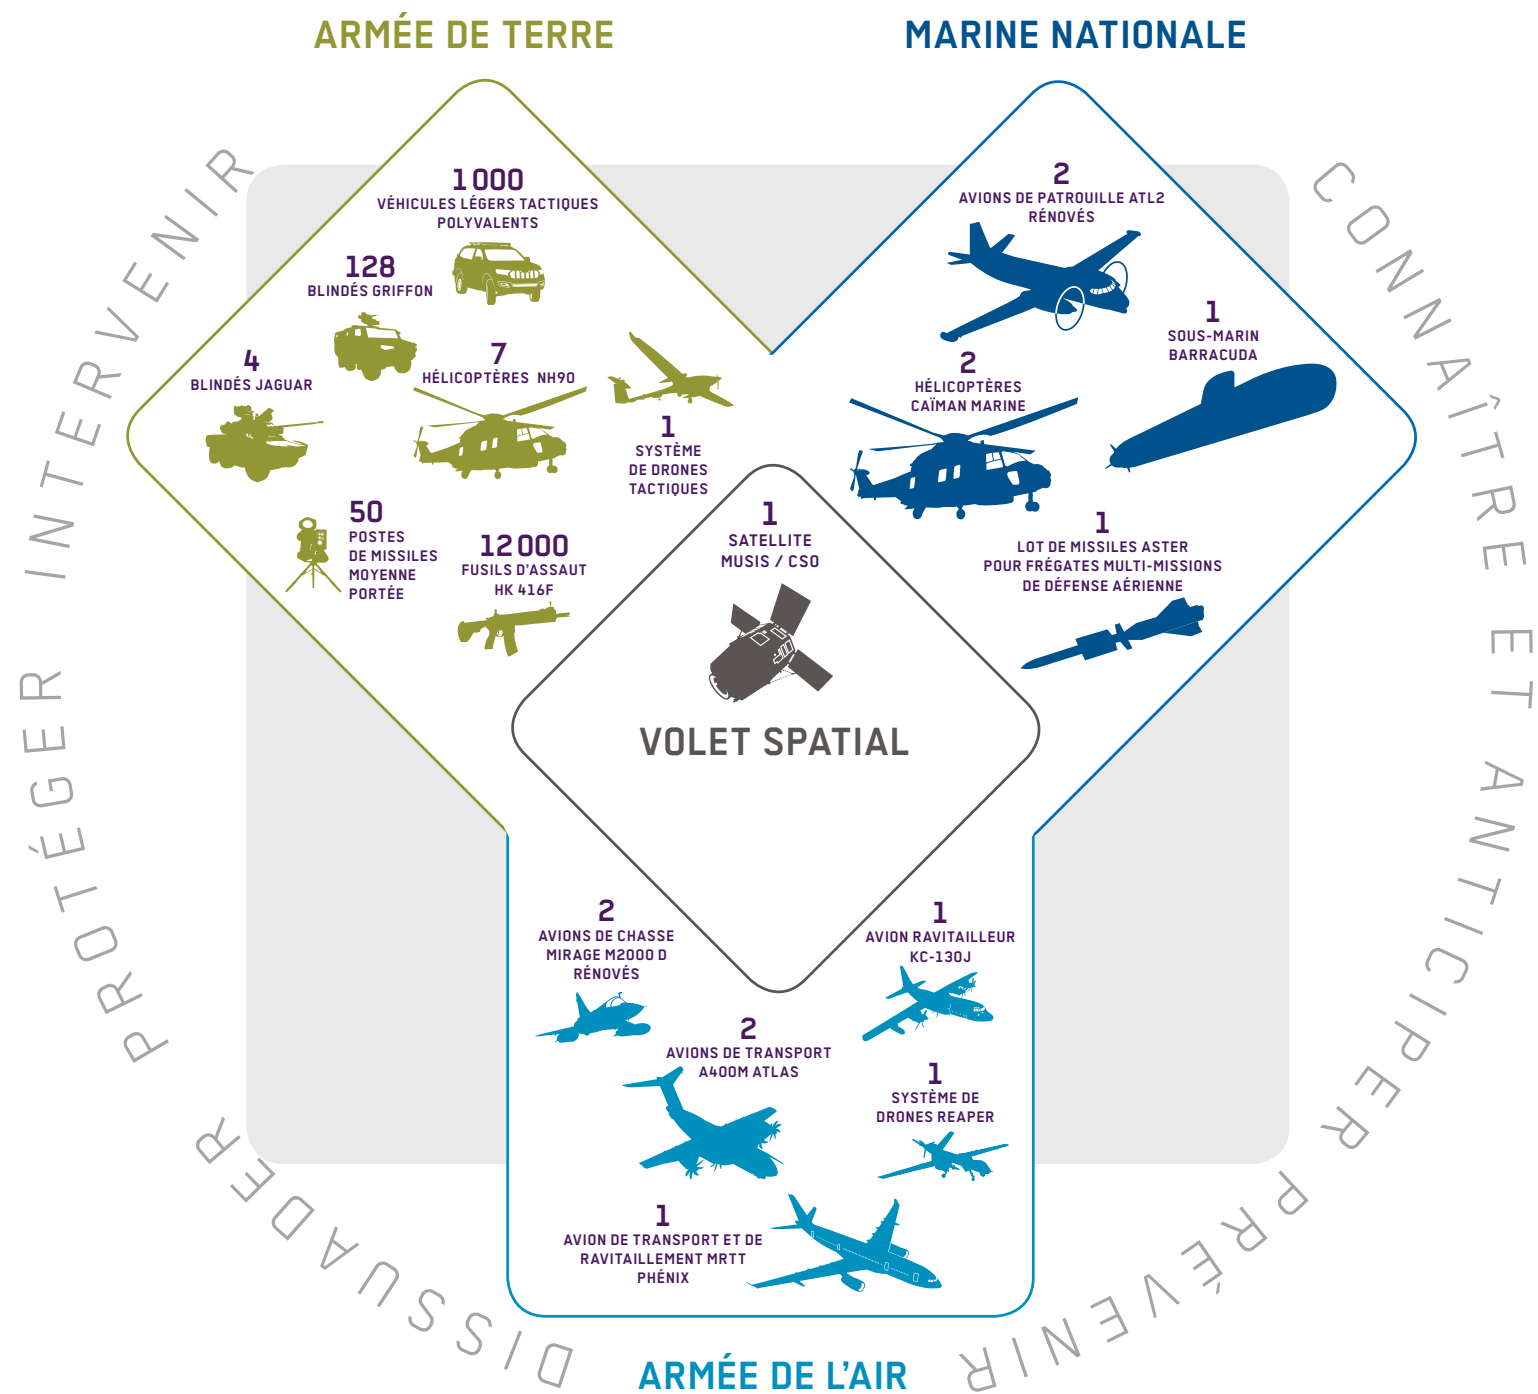 ARMÉE DE TERRE
MARINE NATIONALE
1 000
VÉHICULES LÉGERS TACTIQUES
POLYVALENTS
128
BLINDÉS GRIFFON
4
BLINDÉS JAGUAR
7
HÉLICOPTÈRES NH90
1
SYSTÈME
DE DRONES
TACTIQUES
50
POSTES
DE MISSILES
MOYENNE
PORTÉE
12 000
FUSILS D'ASSAUT
HK 416F
2
AVIONS DE PATROUILLE ATL2
RÉNOVÉS
1
SOUS-MARIN
BARRACUDA
2
HÉLICOPTÈRES
CAÏMAN MARINE
1
LOT DE MISSILES ASTER
POUR FRÉGATES MULTI-MISSIONS
DE DÉFENSE AÉRIENNE
1
SATELLITE
MUSIS / CSO
VOLET SPATIAL
2
AVIONS DE CHASSE
MIRAGE M2000 D
RÉNOVÉS
1
AVION RAVITAILLEUR
KC-130J
2
AVIONS DE TRANSPORT
A400M ATLAS
1
SYSTÈME DE
DRONES REAPER
1
AVION DE TRANSPORT ET DE
RAVITAILLEMENT MRTT
PHÉNIX
ARMÉE DE L'AIR
INTERVENIR
CONNAÎTRE ET ANTICIPER
PROTÉGER
DISSUADER
PRÉVENIR